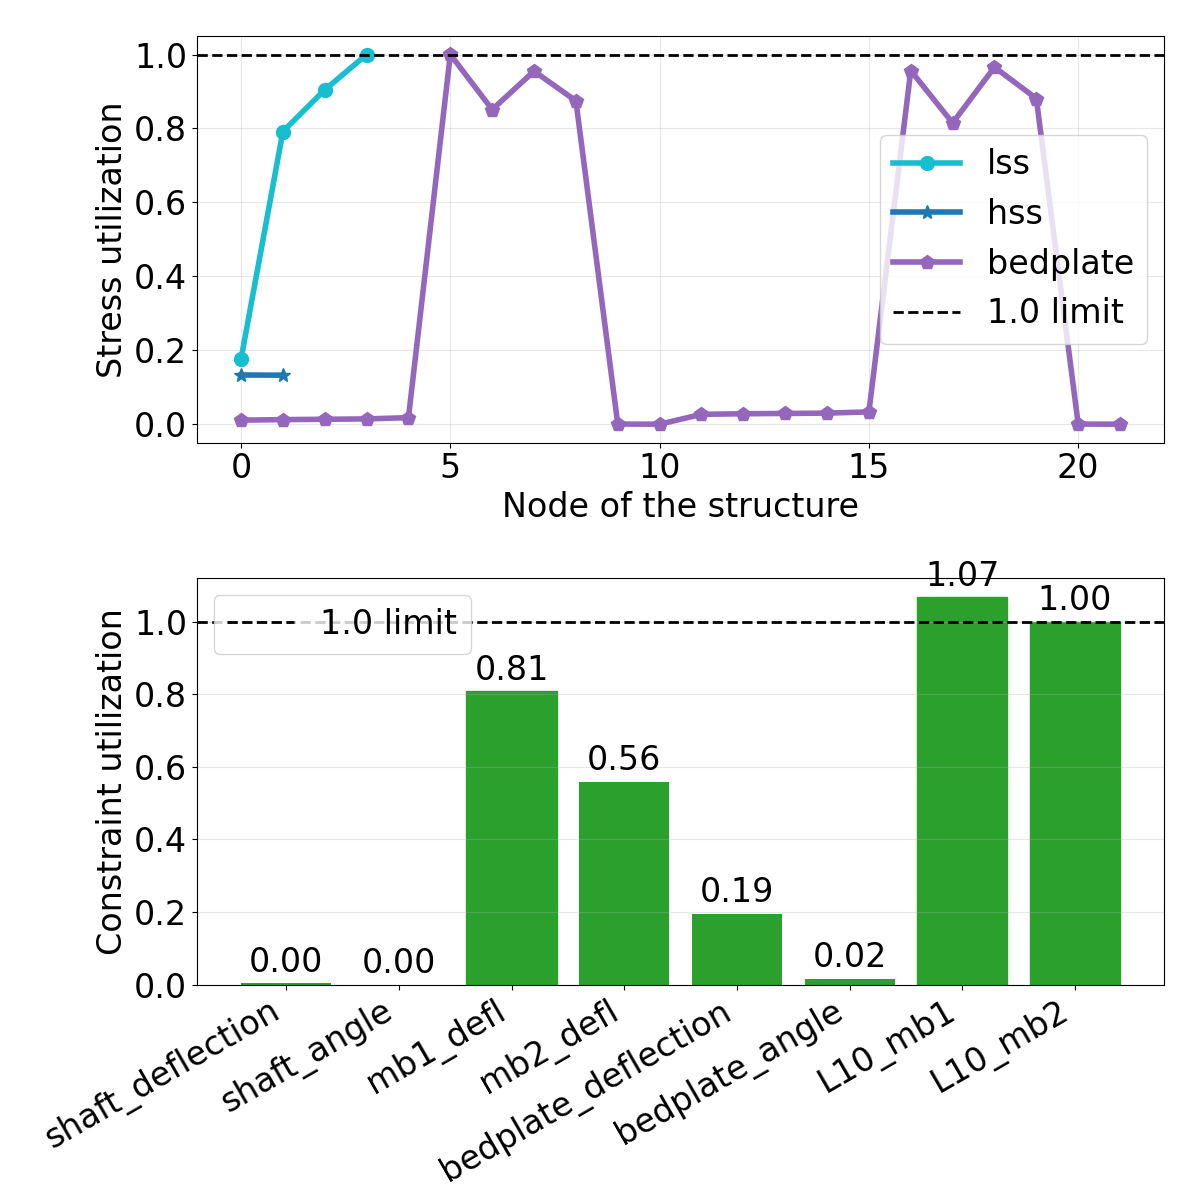 1.0
0.8
0.6
0.4
0.2
0.0
Stress utilization
lss
hss
bedplate
1.0 limit
0 5 10 15 20
Node of the structure
1.0
0.8
0.6
0.4
0.2
0.0
Constraint utilization
1.0 limit
0.00 0.00 0.81 0.56 0.19 0.02 1.07 1.00
shaft_deflection
shaft_angle
mb1_defl
mb2_defl
bedplate_deflection
bedplate_angle
L10_mb1
L10_mb2